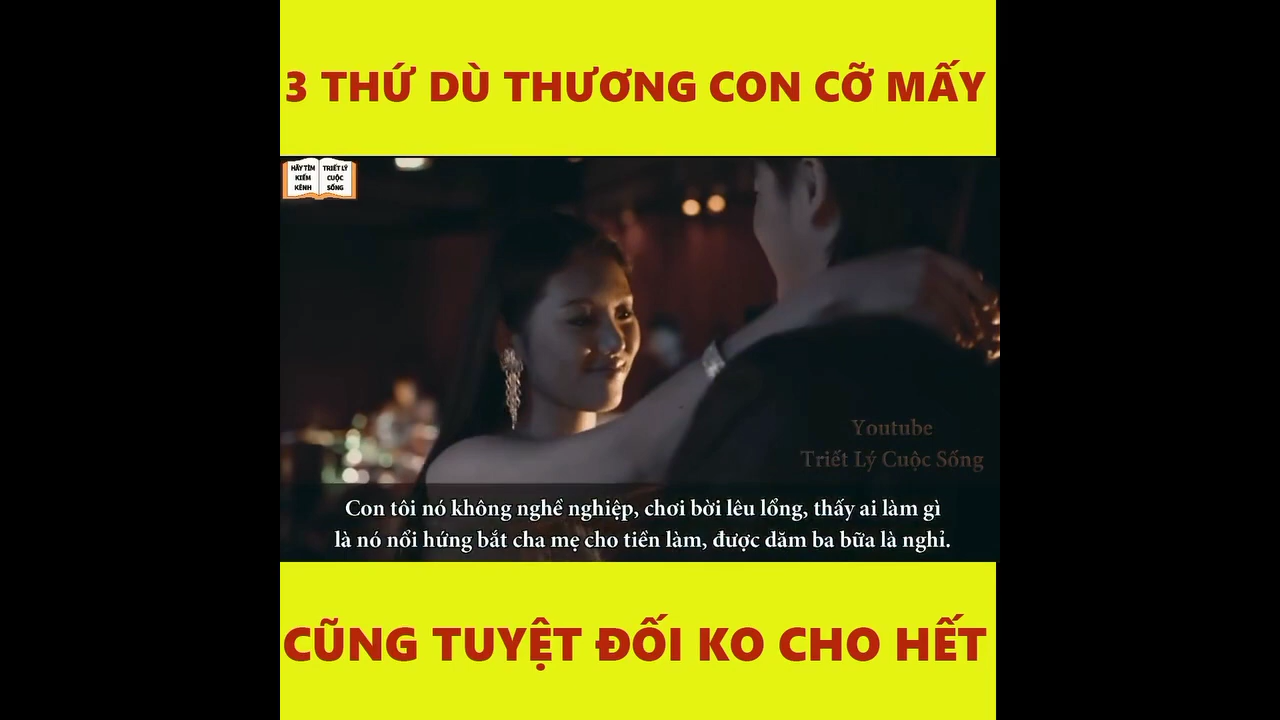 3 THỨ DÙ THƯƠNG CON CỠ MẤY
HÃY TÌM
KIẾM
KÊNH
TRIẾT LÝ
CUỘC
SỐNG
Youtube
Triết Lý Cuộc Sống
Con tôi nó không nghề nghiệp, chơi bời lêu lổng, thấy ai làm gì
là nó nổi hứng bắt cha mẹ cho tiền làm, được dăm ba bữa là nghỉ.
CŨNG TUYỆT ĐỐI KO CHO HẾT